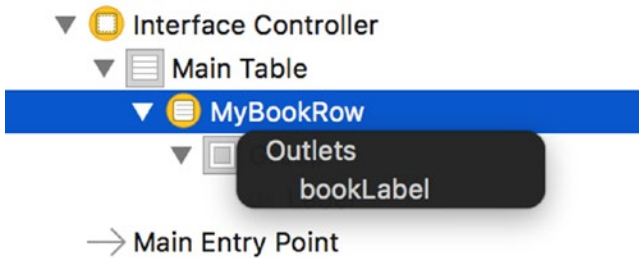 Interface Controller
Main Table
MyBookRow
Outlets
bookLabel
Main Entry Point